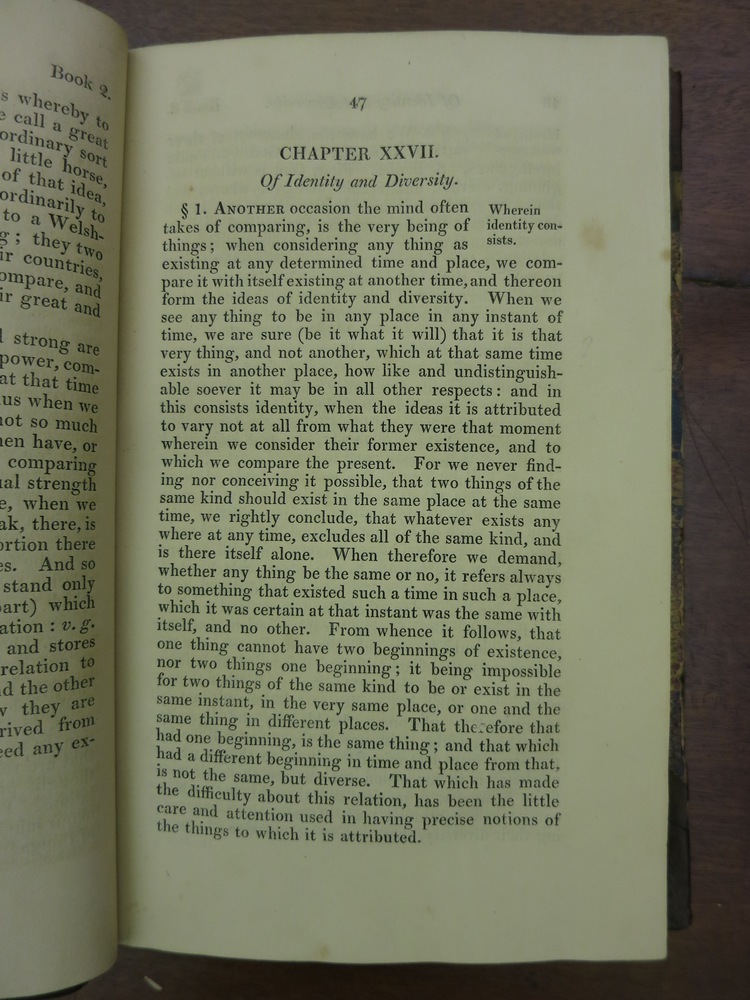 Book 2.
s whereby to
e call a great
ordinary sort
little horse,
of that idea,
ordinarily to
to a Welsh-
g; they two
ir countries,
ompare, and
ir great and
l strong are
power, com-
at that time
us when we
not so much
nen have, or
comparing
ual strength
e, when we
ak, there, is
ortion there
es. And so
stand only
part) which
ation: v. g.
and stores
relation to
d the other
w they are
rived from
eed any ex-
47
CHAPTER XXVII.
Of Identity and Diversity.
§ 1. ANOTHER occasion the mind often
takes of comparing, is the very being of
things; when considering any thing as
Wherein
identity con-
sists.
existing at any determined time and place, we com-
pare it with itself existing at another time, and thereon
form the ideas of identity and diversity. When we
see any thing to be in any place in any instant of
time, we are sure (be it what it will) that it is that
very thing, and not another, which at that same time
exists in another place, how like and undistinguish-
able soever it may be in all other respects: and in
this consists identity, when the ideas it is attributed
to vary not at all from what they were that moment
wherein we consider their former existence, and to
which we compare the present. For we never find-
ing nor conceiving it possible, that two things of the
same kind should exist in the same place at the same
time, we rightly conclude, that whatever exists any
where at any time, excludes all of the same kind, and
is there itself alone. When therefore we demand,
whether any thing be the same or no, it refers always
to something that existed such a time in such a place,
which it was certain at that instant was the same with
itself, and no other. From whence it follows, that
one thing cannot have two beginnings of existence,
nor two things one beginning; it being impossible
for two things of the same kind to be or exist in the
same instant, in the very same place, or one and the
same thing in different places. That therefore that
had one beginning, is the same thing; and that which
had a different beginning in time and place from that,
is not the same, but diverse. That which has made
the difficulty about this relation, has been the little
care and attention used in having precise notions of
the things to which it is attributed.